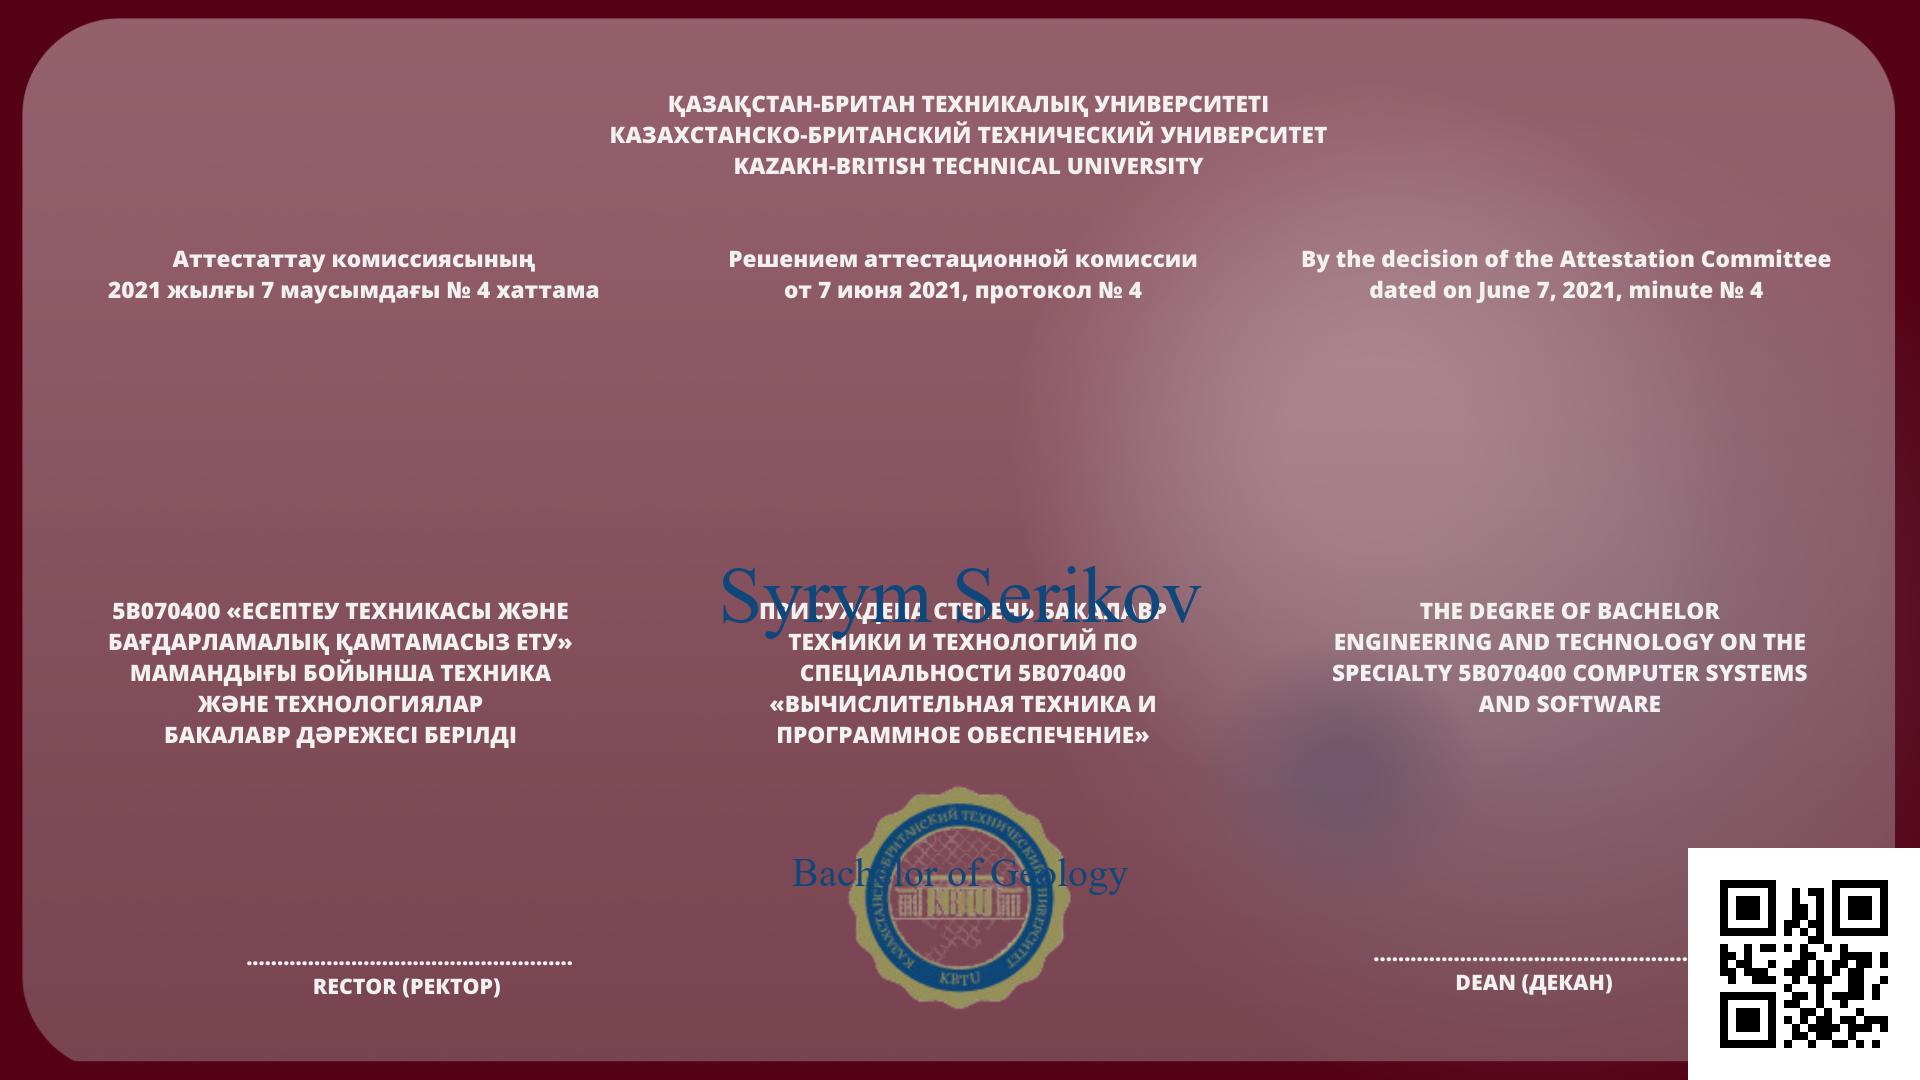 ҚАЗАҚСТАН-БРИТАН ТЕХНИКАЛЫҚ УНИВЕРСИТЕТІ
КАЗАХСТАНСКО-БРИТАНСКИЙ ТЕХНИЧЕСКИЙ УНИВЕРСИТЕТ
KAZAKH-BRITISH TECHNICAL UNIVERSITY
Аттестаттау комиссиясының
2021 жылғы 7 маусымдағы № 4 хаттама
Решением аттестационной комиссии
от 7 июня 2021, протокол № 4
By the decision of the Attestation Committee
dated on June 7, 2021, minute № 4
Syrym Serikov
5B070400 «ЕСЕПТЕУ ТЕХНИКАСЫ ЖӘНЕ
БАҒДАРЛАМАЛЫҚ ҚАМТАМАСЫЗ ЕТУ»
МАМАНДЫҒЫ БОЙЫНША ТЕХНИКА
ЖӘНЕ ТЕХНОЛОГИЯЛАР
БАКАЛАВР ДӘРЕЖЕСІ БЕРІЛДІ
ПРИСУЖДЕНА СТЕПЕНЬ БАКАЛАВР
ТЕХНИКИ И ТЕХНОЛОГИЙ ПО
СПЕЦИАЛЬНОСТИ 5B070400
«ВЫЧИСЛИТЕЛЬНАЯ ТЕХНИКА И
ПРОГРАММНОЕ ОБЕСПЕЧЕНИЕ»
THE DEGREE OF BACHELOR
ENGINEERING AND TECHNOLOGY ON THE
SPECIALTY 5B070400 COMPUTER SYSTEMS
AND SOFTWARE
Bachelor of Geology
КАЗАХСТАНСКО-БРИТАНСКИЙ ТЕХНИЧЕСКИЙ УНИВЕРСИТЕТ
KBTU
KBTU
RECTOR (РЕКТОР)
DEAN (ДЕКАН)